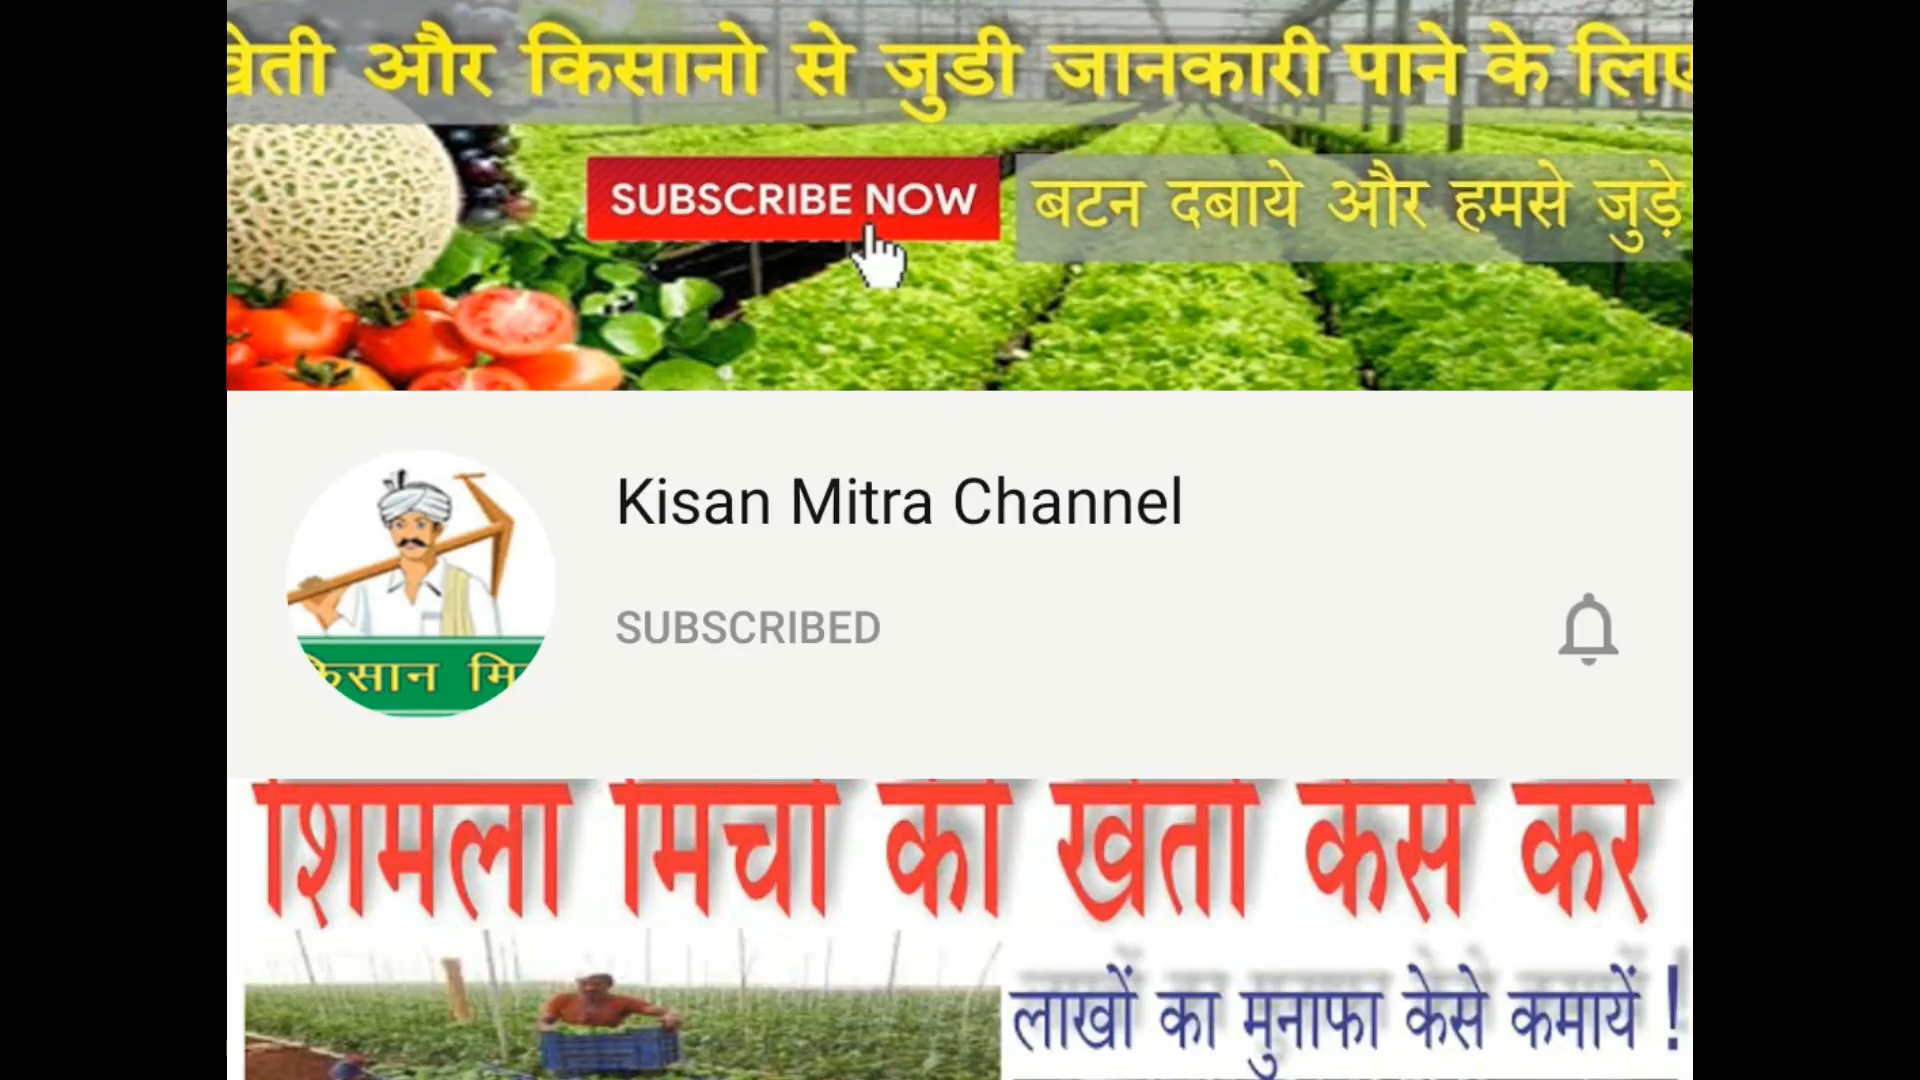 खेती और किसानो से जुडी जानकारी पाने के लिए
SUBSCRIBE NOW
बटन दबाये और हमसे जुड़े
Kisan Mitra Channel
SUBSCRIBED
किसान मि
शिमला मिर्च की खेती कैसे करें
लाखों का मुनाफा केसे कमायें !